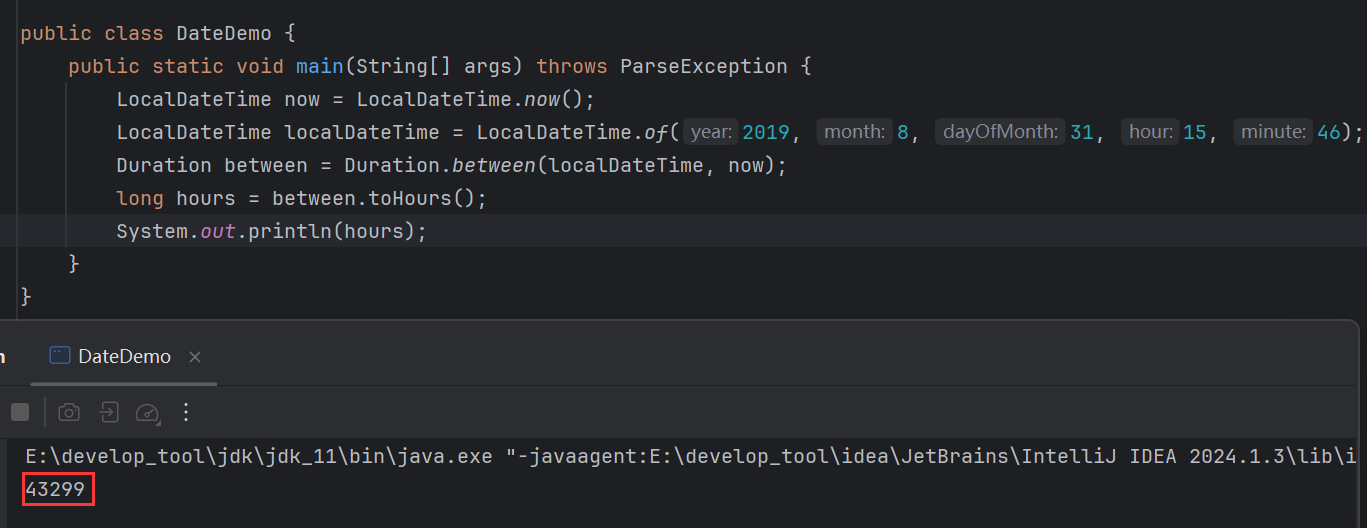 public class DateDemo {
public static void main(String[] args) throws ParseException {
LocalDateTime now = LocalDateTime.now();
LocalDateTime localDateTime = LocalDateTime.of( year: 2019, month: 8, dayOfMonth: 31, hour: 15, minute: 46);
Duration between = Duration.between(localDateTime, now);
long hours = between.toHours();
System.out.println(hours);
}
}
DateDemo
E:\develop_tool\jdk\jdk_11\bin\java.exe "-javaagent:E:\develop_tool\idea\JetBrains\IntelliJ IDEA 2024.1.3\lib\i
43299